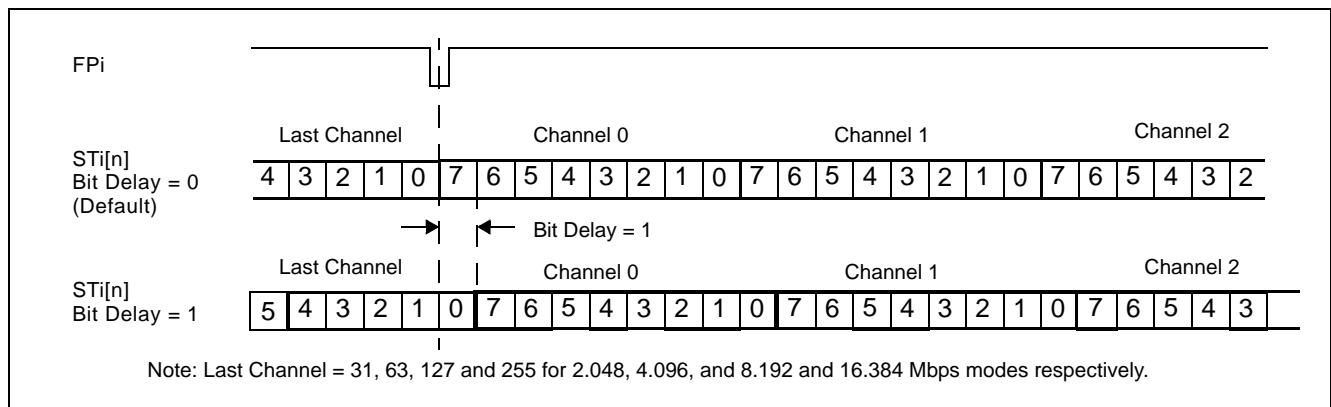 FPi
Last Channel Channel 0 Channel 1 Channel 2
STi[n]
Bit Delay = 0
(Default)
4 3 2 1 0 7 6 5 4 3 2 1 0 7 6 5 4 3 2 1 0 7 6 5 4 3 2
Bit Delay = 1
Last Channel Channel 0 Channel 1 Channel 2
STi[n]
Bit Delay = 1
5 4 3 2 1 0 7 6 5 4 3 2 1 0 7 6 5 4 3 2 1 0 7 6 5 4 3
Note: Last Channel = 31, 63, 127 and 255 for 2.048, 4.096, and 8.192 and 16.384 Mbps modes respectively.